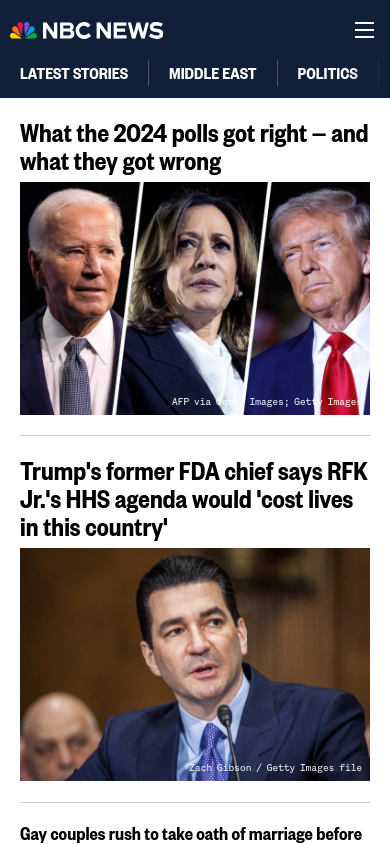 NBC NEWS
LATEST STORIES
MIDDLE EAST
POLITICS
What the 2024 polls got right — and
what they got wrong
AFP via Getty Images; Getty Images
Trump's former FDA chief says RFK
Jr.'s HHS agenda would 'cost lives
in this country'
Zach Gibson / Getty Images file
Gay couples rush to take oath of marriage before